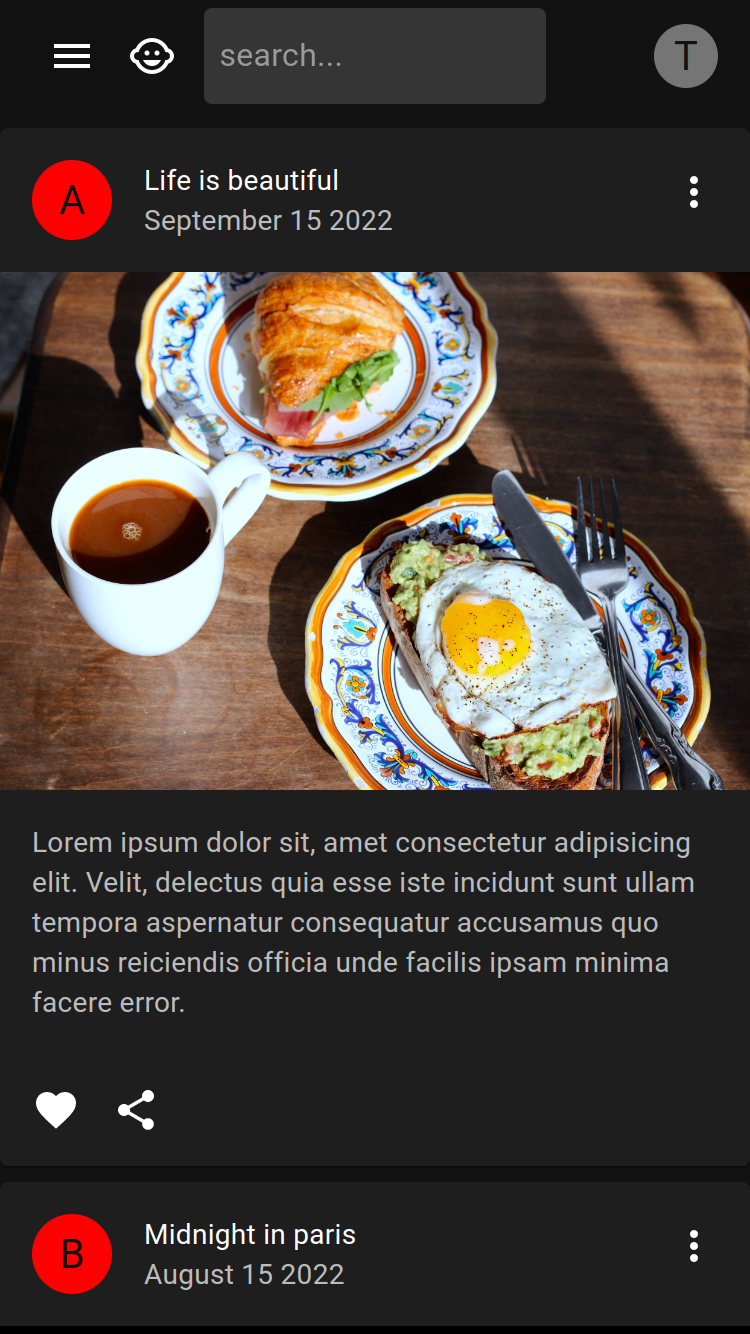 search...
T
A
Life is beautiful
September 15 2022
Lorem ipsum dolor sit, amet consectetur adipisicing
elit. Velit, delectus quia esse iste incidunt sunt ullam
tempora aspernatur consequatur accusamus quo
minus reiciendis officia unde facilis ipsam minima
facere error.
B
Midnight in paris
August 15 2022